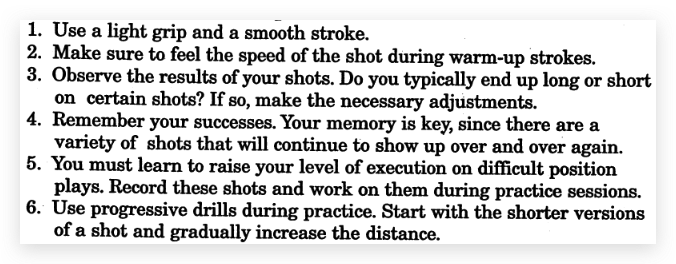 1. Use a light grip and a smooth stroke.
2. Make sure to feel the speed of the shot during warm-up strokes.
3. Observe the results of your shots. Do you typically end up long or short
on certain shots? If so, make the necessary adjustments.
4. Remember your successes. Your memory is key, since there are a
variety of shots that will continue to show up over and over again.
5. You must learn to raise your level of execution on difficult position
plays. Record these shots and work on them during practice sessions.
6. Use progressive drills during practice. Start with the shorter versions
of a shot and gradually increase the distance.